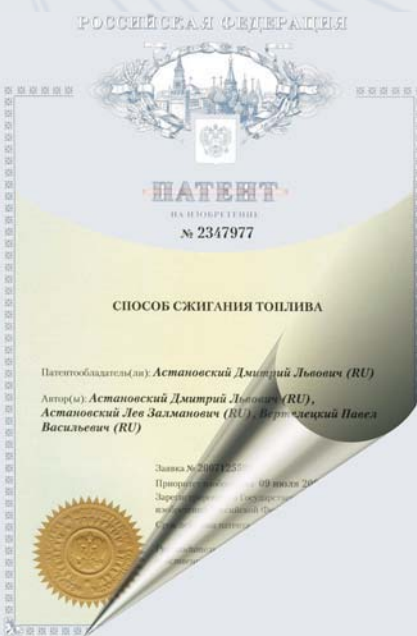 РОССИЙСКАЯ ФЕДЕРАЦИЯ
ПАТЕНТ
НА ИЗОБРЕТЕНИЕ
№ 2347977
СПОСОБ СЖИГАНИЯ ТОПЛИВА
Патентообладатель(ли): Астановский Дмитрий Львович (RU)
Автор(ы): Астановский Дмитрий Львович (RU),
Астановский Лев Залманович (RU), Вертелецкий Павел
Васильевич (RU)
Заявка №
Приоритет 09 июля